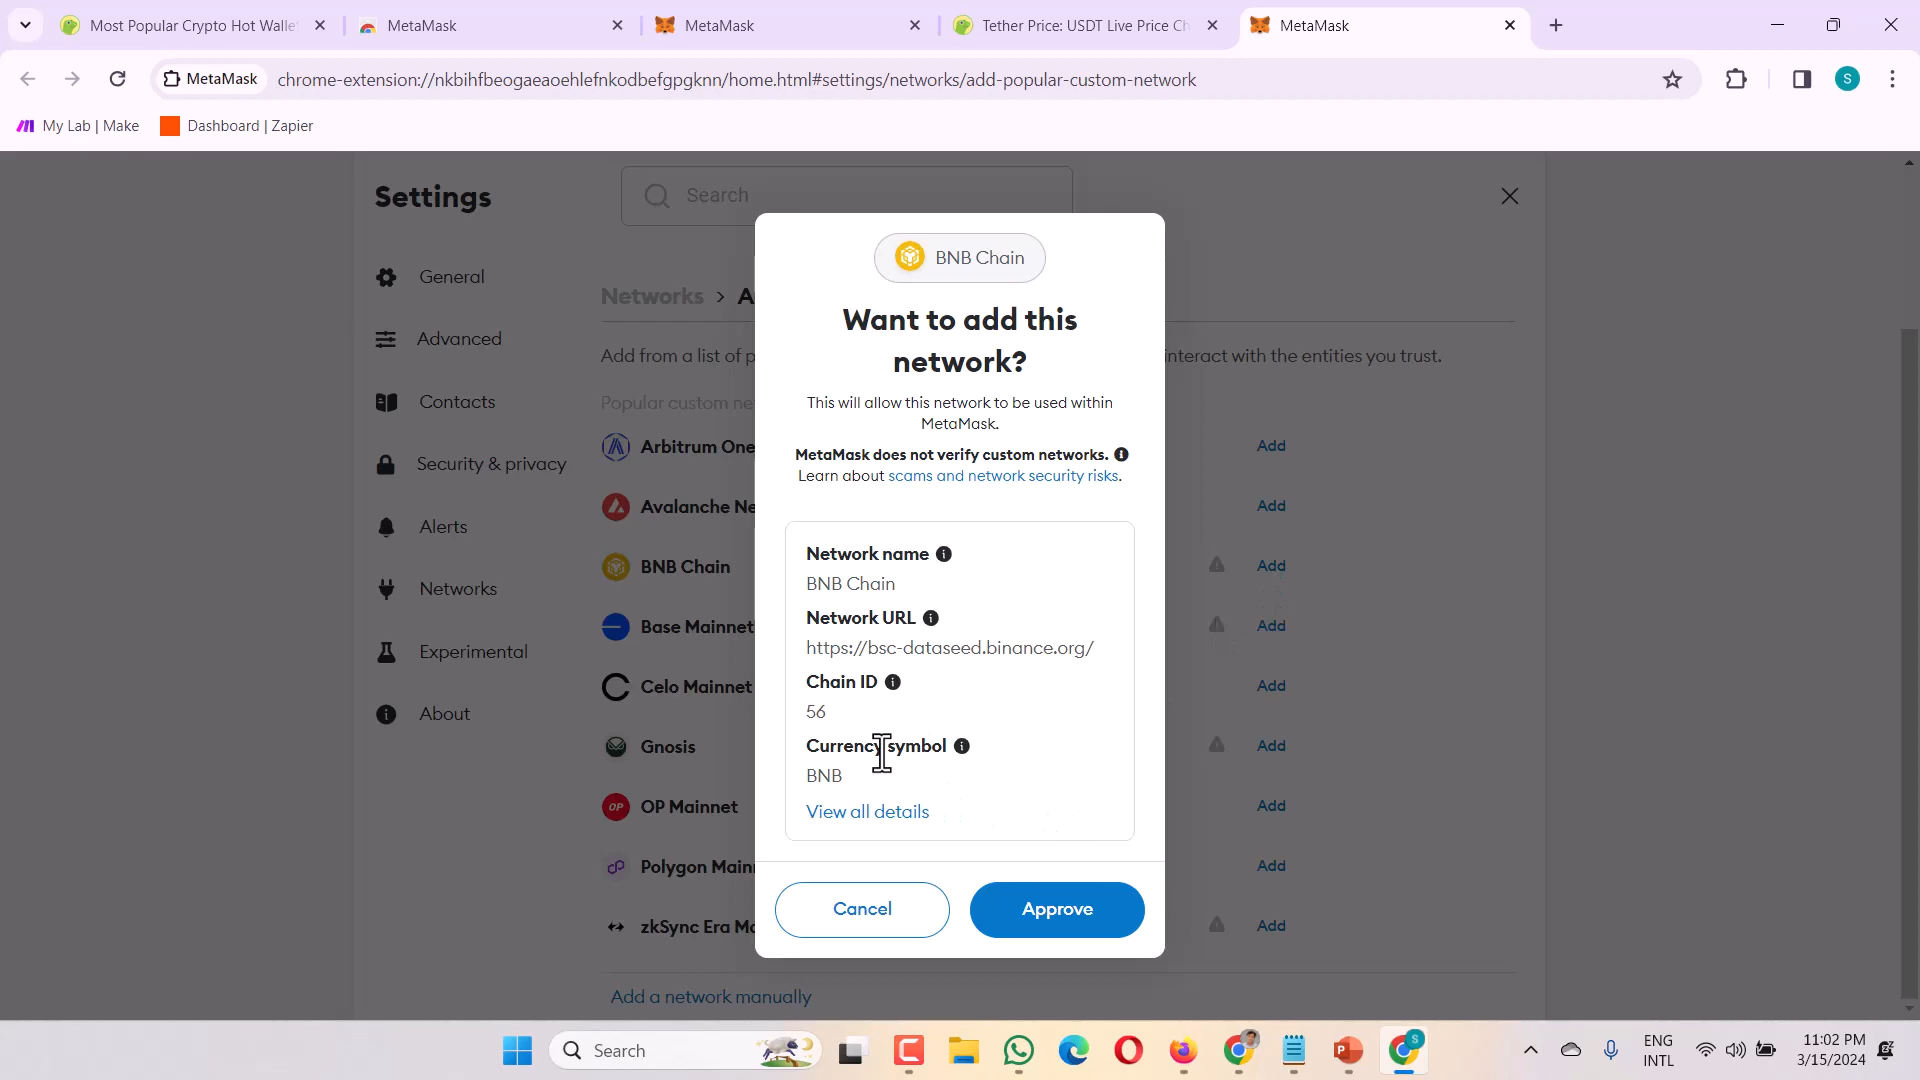 Most Popular Crypto Hot Walle
MetaMask
MetaMask
Tether Price: USDT Live Price Ch
MetaMask
MetaMask
chrome-extension://nkbihfbeogaeaoehlefnkodbefgpgknn/home.html#settings/networks/add-popular-custom-network
S
My Lab | Make
Dashboard | Zapier
Settings
Search
General
Advanced
Contacts
Security & privacy
Alerts
Networks
Experimental
About
Networks > A
Add from a list of p
interact with the entities you trust.
Popular custom ne
Arbitrum One
Add
Avalanche Ne
Add
BNB Chain
Add
Base Mainnet
Add
Celo Mainnet
Add
Gnosis
Add
OP Mainnet
Add
Polygon Main
Add
zkSync Era Ma
Add
Add a network manually
BNB Chain
Want to add this
network?
This will allow this network to be used within
MetaMask.
MetaMask does not verify custom networks.
Learn about scams and network security risks.
Network name
BNB Chain
Network URL
https://bsc-dataseed.binance.org/
Chain ID
56
Currency symbol
BNB
View all details
Cancel
Approve
Search
ENG
INTL
11:02 PM
3/15/2024